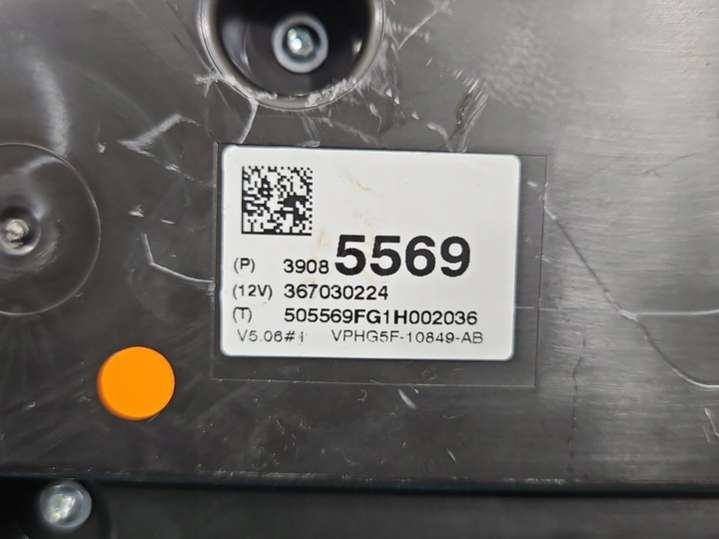 (P) 3908 5569
(12V) 367030224
(T) 505569FG1H002036
V5.06# VPHG5F-10849-AB